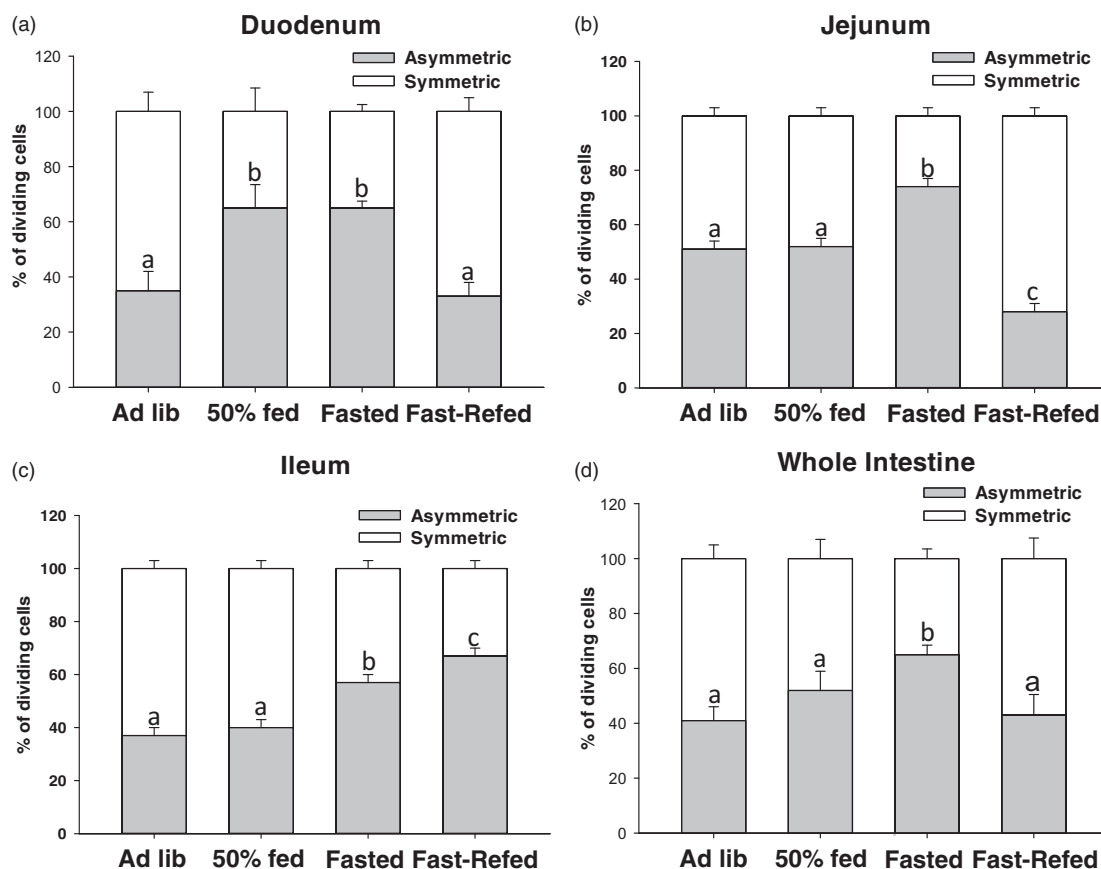 (a) Duodenum
Asymmetric
Symmetric
% of dividing cells
120
100
80
60
40
20
0
a
b
b
a
Ad lib 50% fed Fasted Fast-Refed
(b) Jejunum
Asymmetric
Symmetric
% of dividing cells
120
100
80
60
40
20
0
a
a
b
c
Ad lib 50% fed Fasted Fast-Refed
(c) Ileum
Asymmetric
Symmetric
% of dividing cells
120
100
80
60
40
20
0
a
a
b
c
Ad lib 50% fed Fasted Fast-Refed
(d) Whole Intestine
Asymmetric
Symmetric
% of dividing cells
120
100
80
60
40
20
0
a
a
b
a
Ad lib 50% fed Fasted Fast-Refed